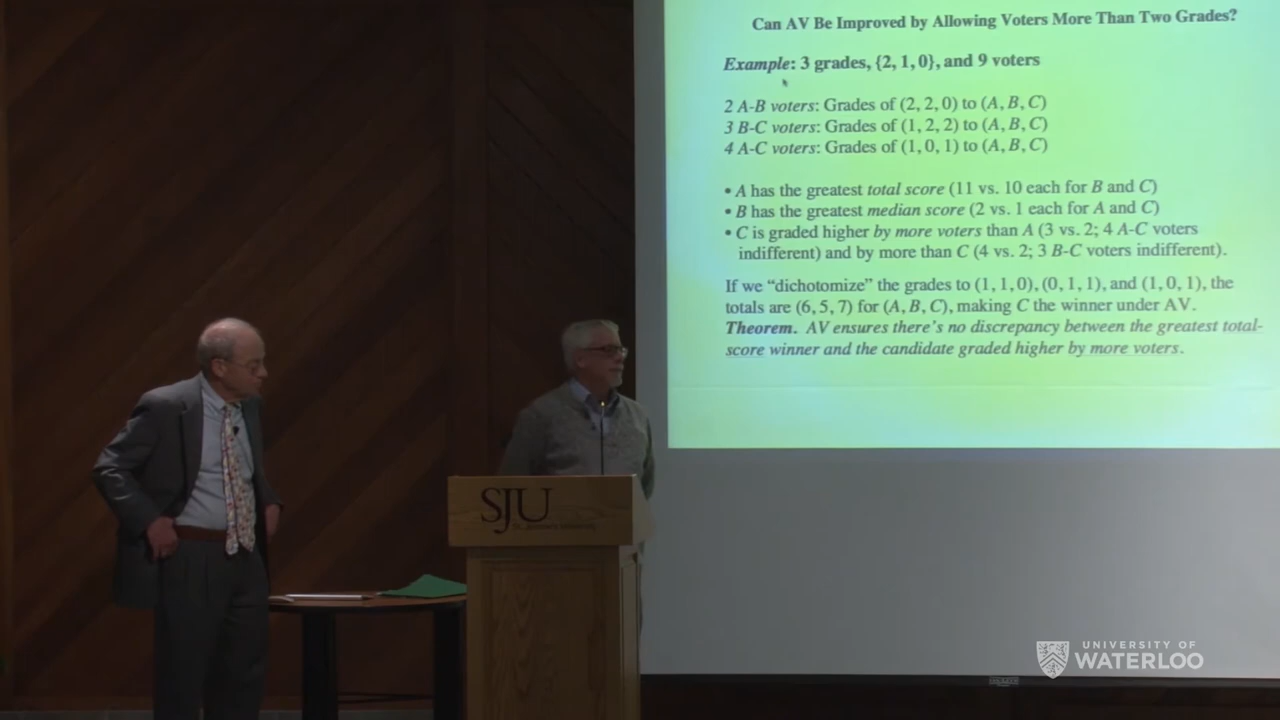 Can AV Be Improved by Allowing Voters More Than Two Grades?
Example: 3 grades, {2, 1, 0}, and 9 voters
2 A-B voters: Grades of (2, 2, 0) to (A, B, C)
3 B-C voters: Grades of (1, 2, 2) to (A, B, C)
4 A-C voters: Grades of (1, 0, 1) to (A, B, C)
• A has the greatest total score (11 vs. 10 each for B and C)
• B has the greatest median score (2 vs. 1 each for A and C)
• C is graded higher by more voters than A (3 vs. 2; 4 A-C voters
indifferent) and by more than C (4 vs. 2; 3 B-C voters indifferent).
If we “dichotomize” the grades to (1, 1, 0), (0, 1, 1), and (1, 0, 1), the
totals are (6, 5, 7) for (A, B, C), making C the winner under AV.
Theorem. AV ensures there's no discrepancy between the greatest total-
score winner and the candidate graded higher by more voters.
SJU
UNIVERSITY OF
WATERLOO